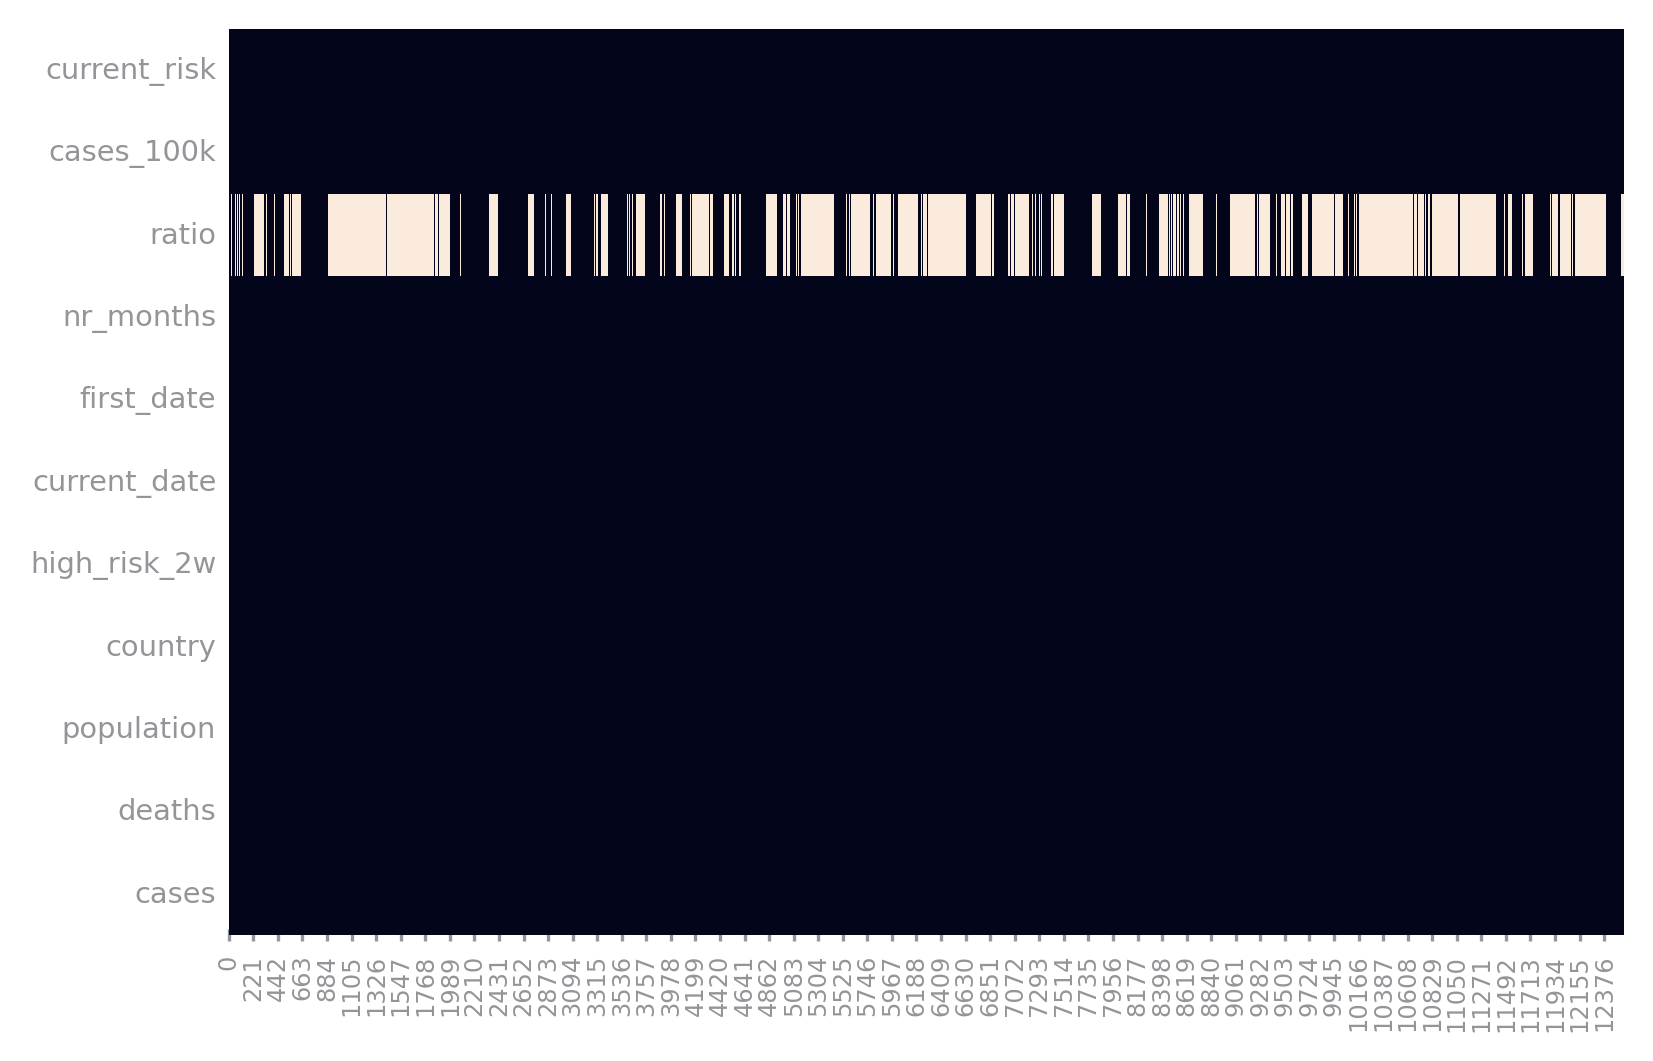 current_risk
cases_100k
ratio
nr_months
first_date
current_date
high_risk_2w
country
population
deaths
cases
0 221 442 663 884 1105 1326 1547 1768 1989 2210 2431 2652 2873 3094 3315 3536 3757 3978 4199 4420 4641 4862 5083 5304 5525 5746 5967 6188 6409 6630 6851 7072 7293 7514 7735 7956 8177 8398 8619 8840 9061 9282 9503 9724 9945 10166 10387 10608 10829 11050 11271 11492 11713 11934 12155 12376